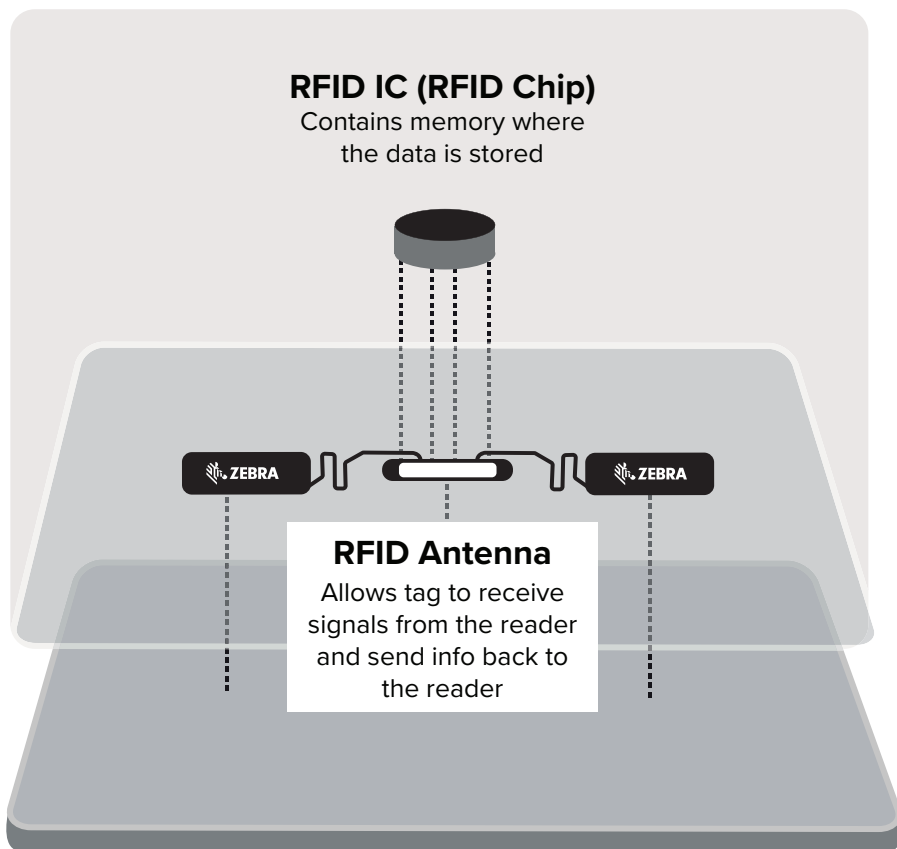 RFID IC (RFID Chip)
Contains memory where
the data is stored
ZEBRA
ZEBRA
RFID Antenna
Allows tag to receive
signals from the reader
and send info back to
the reader